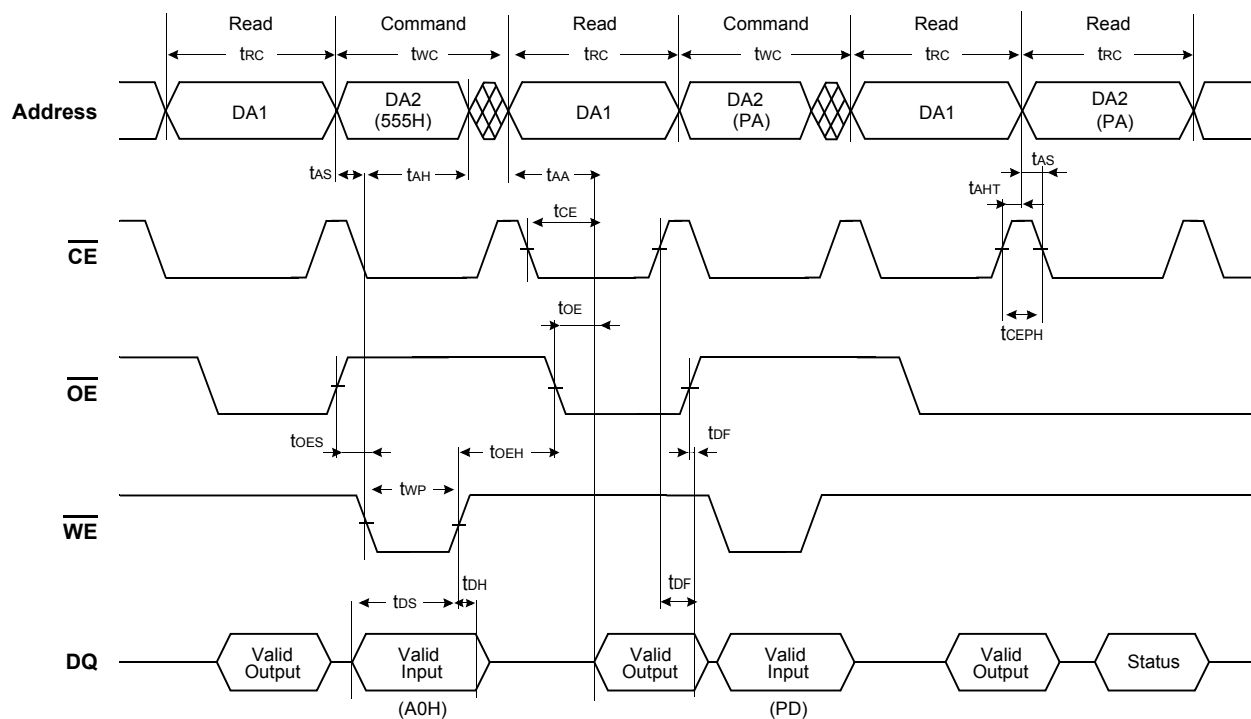 Read Command Read Command Read Read
tRC tWC tRC tWC tRC tRC
Address DA1 DA2 (555H) DA1 DA2 (PA) DA1 DA2 (PA)
tAS tAH tAA tAS
tAHT
tCE
CE
tOE tCEPH
OE
tOES tOEH tDF
tWP
WE
tDS tDH tDF
DQ Valid Output Valid Input Valid Output Valid Input Valid Output Status
(A0H) (PD)